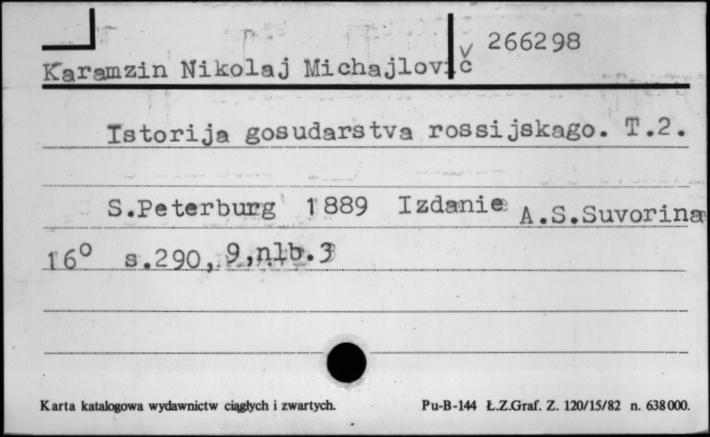 266298
Karamzin Nikolaj Michajlovič
Istorija gosudarstva rossijskago. T.2.
S.Peterburg 1889 Izdanie A.S.Suvorina
16° s.290, 9,nlb.3
Karta katalogowa wydawnictw ciągłych i zwartych. Pu-B-144 Ł.Z.Graf. Z. 120/15/82 n. 638000.